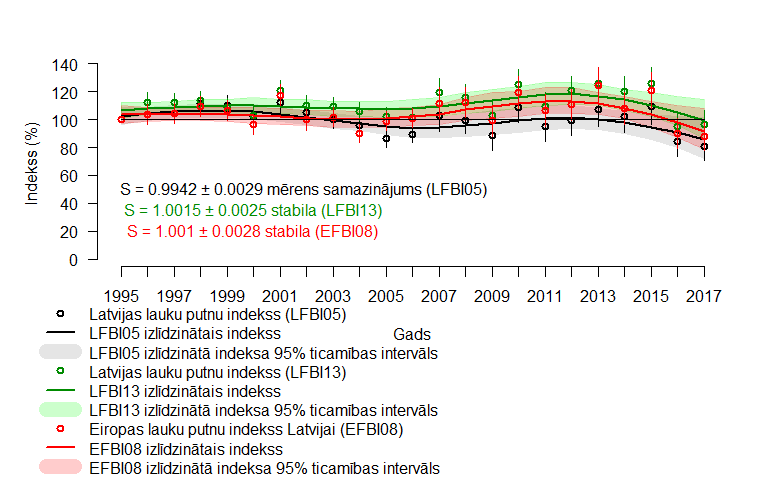 140
120
100
80
60
40
20
0
Indekss (%)
S = 0.9942 ± 0.0029 mērens samazinājums (LFBI05)
S = 1.0015 ± 0.0025 stabila (LFBI13)
S = 1.001 ± 0.0028 stabila (EFBI08)
1995 1997 1999 2001 2003 2005 2007 2009 2011 2013 2015 2017
Gads
Latvijas lauku putnu indekss (LFBI05)
LFBI05 izlīdzinātais indekss
LFBI05 izlīdzinātā indeksa 95% ticamības intervāls
Latvijas lauku putnu indekss (LFBI13)
LFBI13 izlīdzinātais indekss
LFBI13 izlīdzinātā indeksa 95% ticamības intervāls
Eiropas lauku putnu indekss Latvijai (EFBI08)
EFBI08 izlīdzinātais indekss
EFBI08 izlīdzinātā indeksa 95% ticamības intervāls